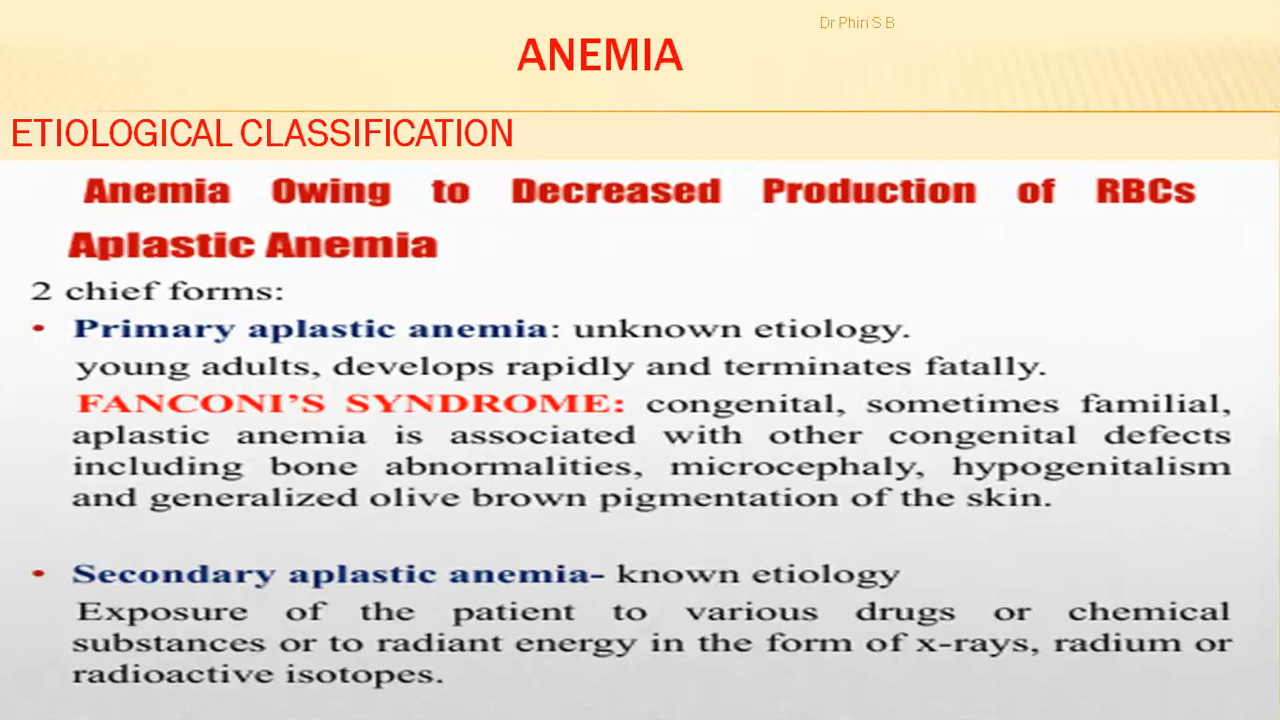 Dr Phiri S B
ANEMIA
ETIOLOGICAL CLASSIFICATION
Anemia Owing to Decreased Production of RBCs
Aplastic Anemia
2 chief forms:
• Primary aplastic anemia: unknown etiology.
young adults, develops rapidly and terminates fatally.
FANCONI'S SYNDROME: congenital, sometimes familial,
aplastic anemia is associated with other congenital defects
including bone abnormalities, microcephaly, hypogenitalism
and generalized olive brown pigmentation of the skin.
• Secondary aplastic anemia- known etiology
Exposure of the patient to various drugs or chemical
substances or to radiant energy in the form of x-rays, radium or
radioactive isotopes.